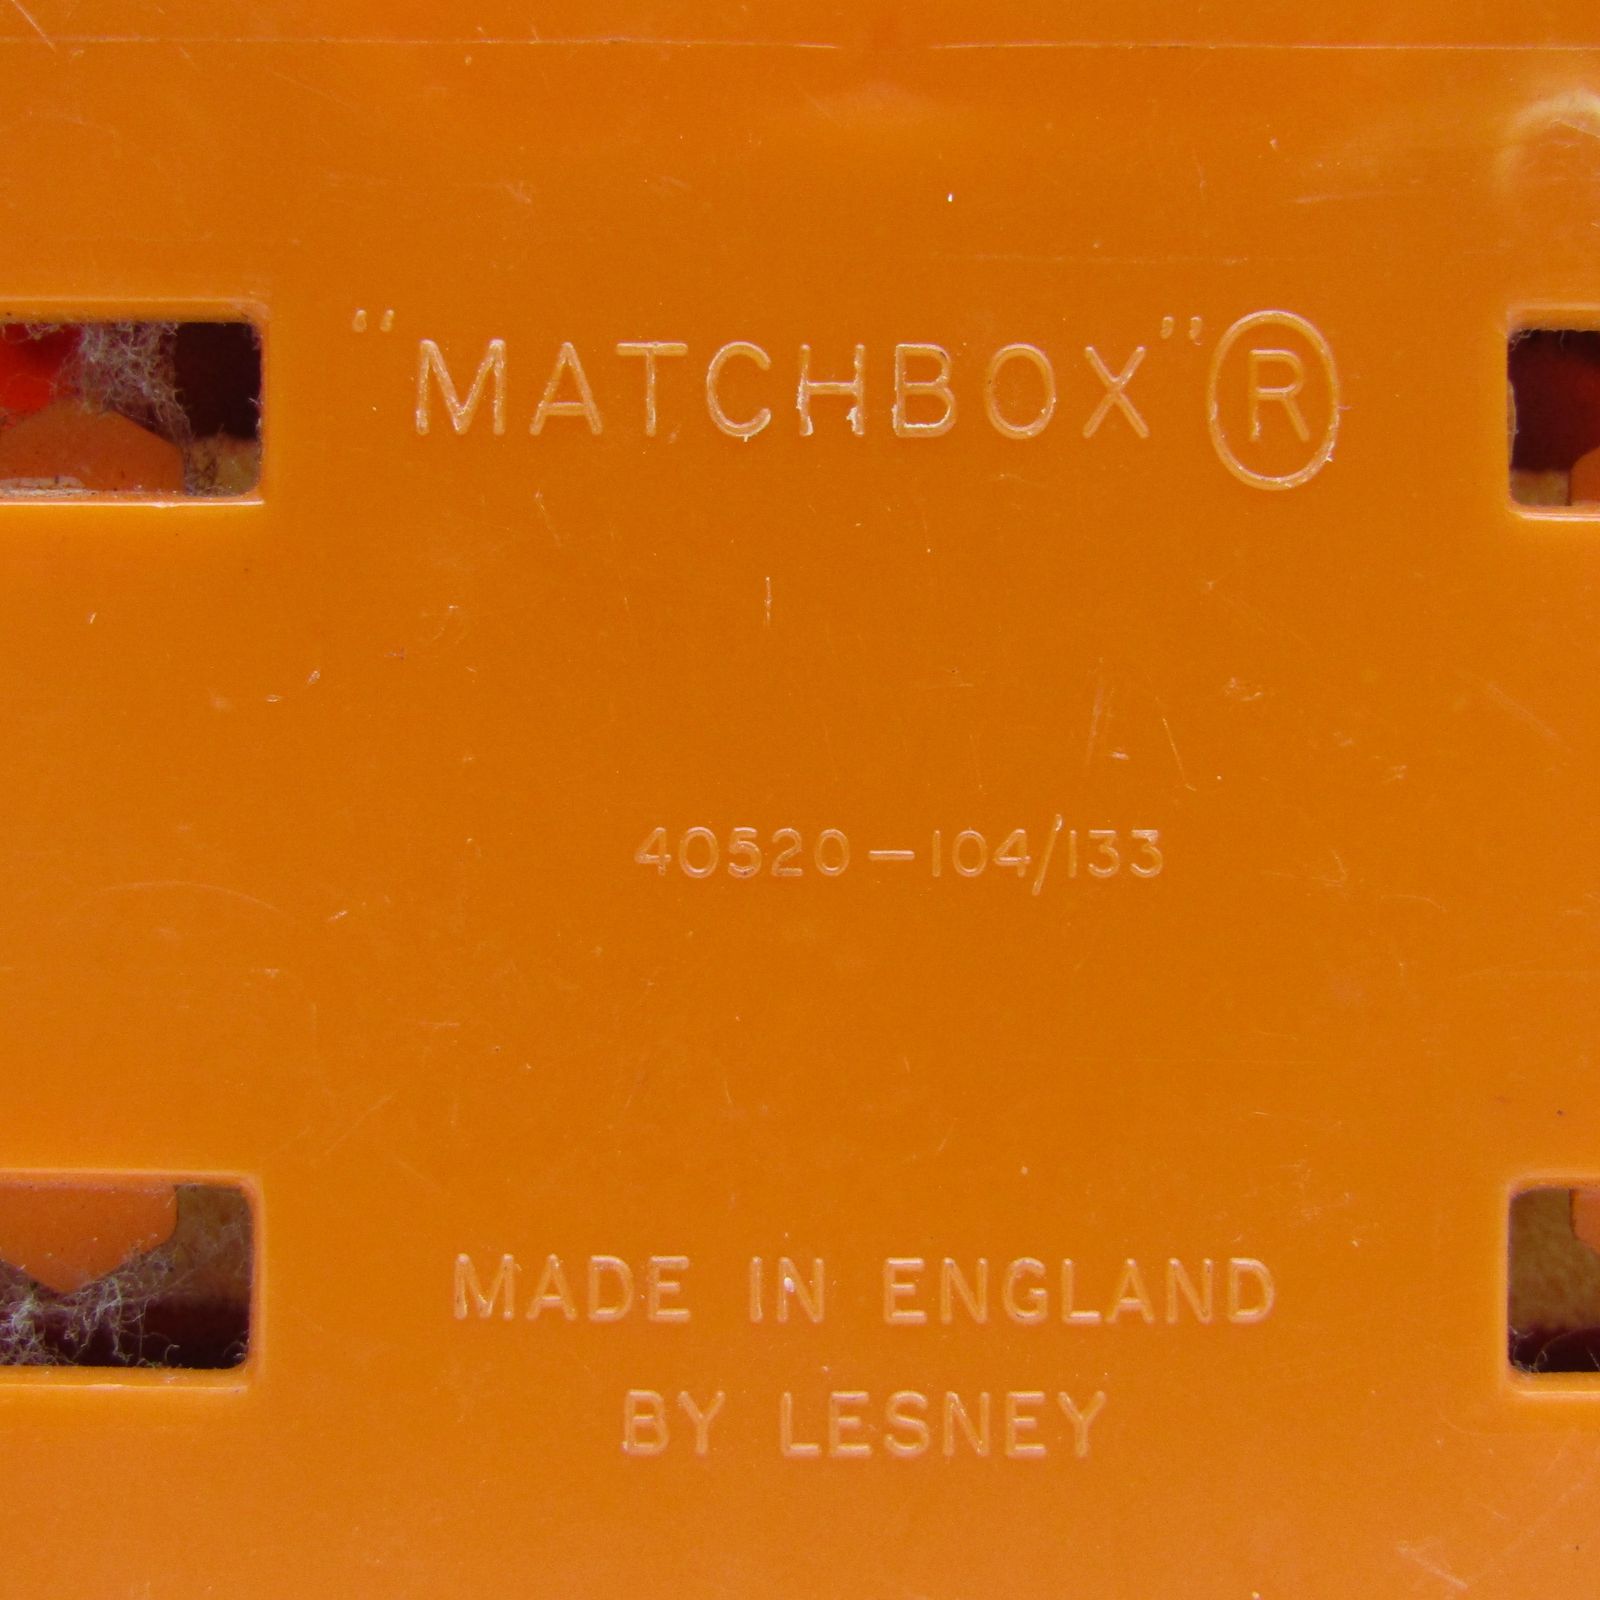 “MATCHBOX” ®
40520-104/133
MADE IN ENGLAND
BY LESNEY